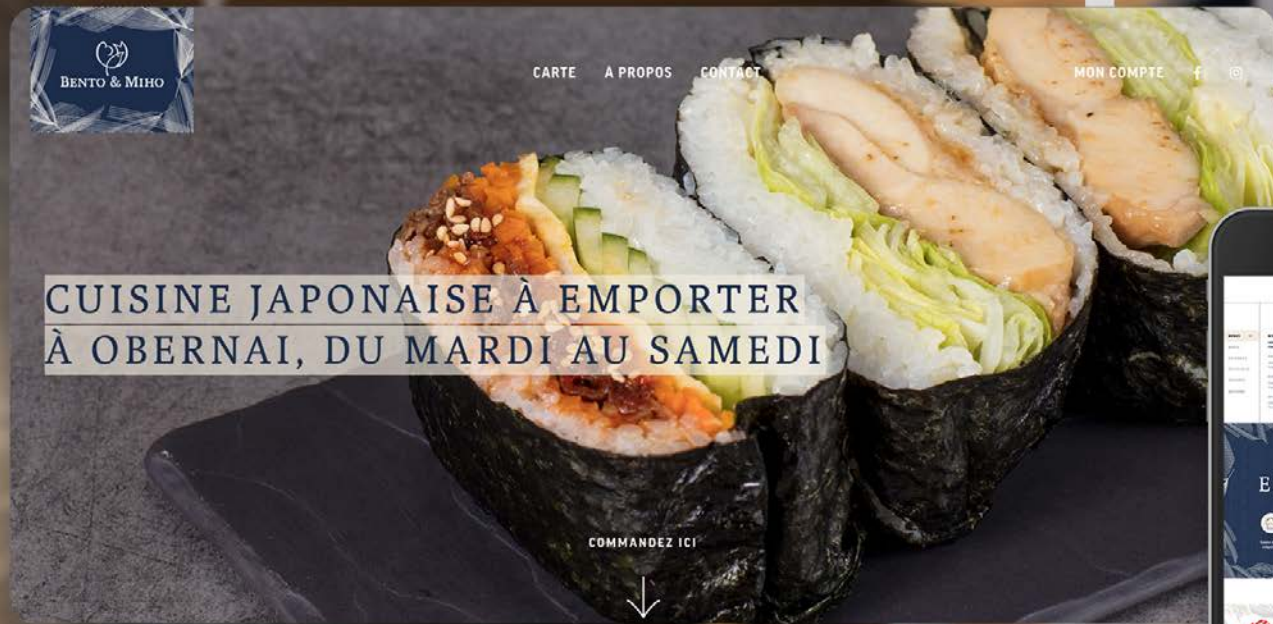 BENTO & MIHO
CARTE À PROPOS CONTACT MON COMPTE
CUISINE JAPONAISE À EMPORTER
À OBERNAI, DU MARDI AU SAMEDI
COMMANDEZ ICI